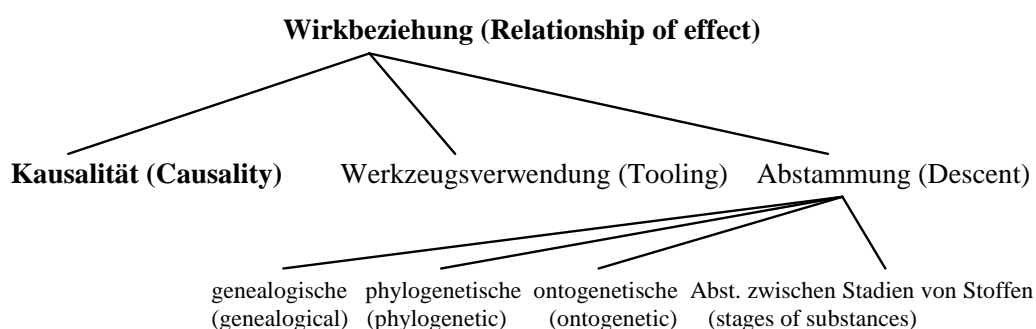 Wirkbeziehung (Relationship of effect)
Kausalität (Causality) Werkzeugsverwendung (Tooling) Abstammung (Descent)
genealogische phylogenetische ontogenetische Abst. zwischen Stadien von Stoffen
(genealogical) (phylogenetic) (ontogenetic) (stages of substances)